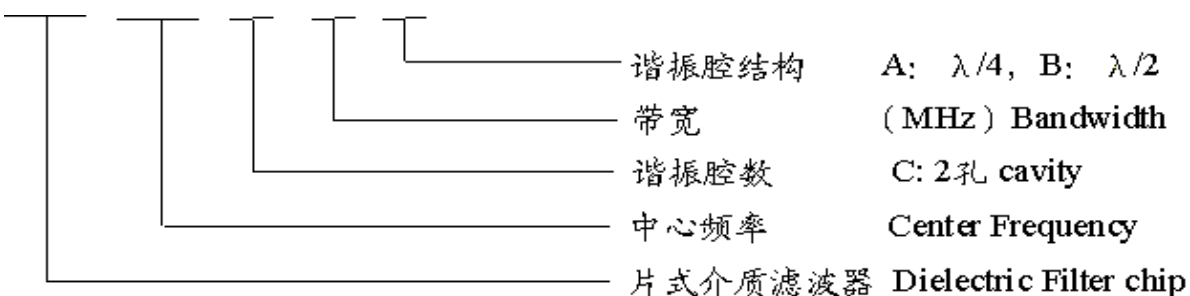 谐振腔结构 A: λ/4, B: λ/2
带宽 (MHz) Bandwidth
谐振腔数 C: 2孔 cavity
中心频率 Center Frequency
片式介质滤波器 Dielectric Filter chip